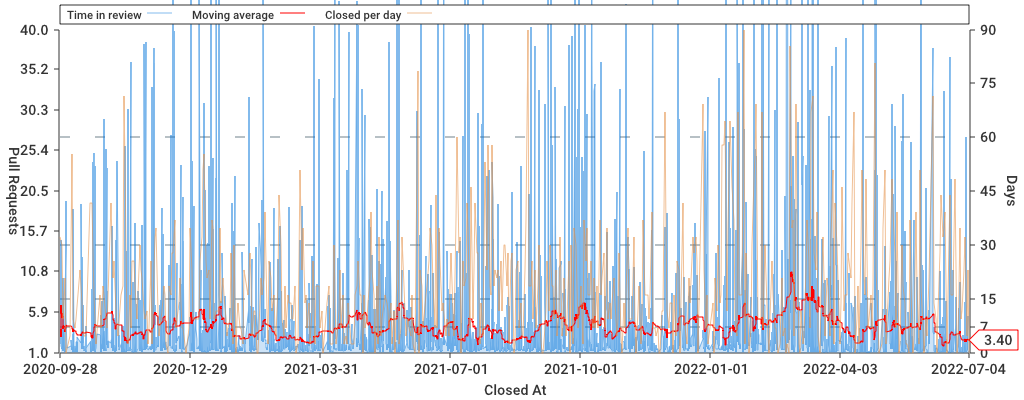 Time in review Moving average Closed per day
40.0 90
35.2 75
30.3
60
25.4
20.5 45
15.7
30
10.8
15
5.9 7
1.0 0
3.40
Pull Requests
Days
2020-09-28 2020-12-29 2021-03-31 2021-07-01 2021-10-01 2022-01-01 2022-04-03 2022-07-04
Closed At